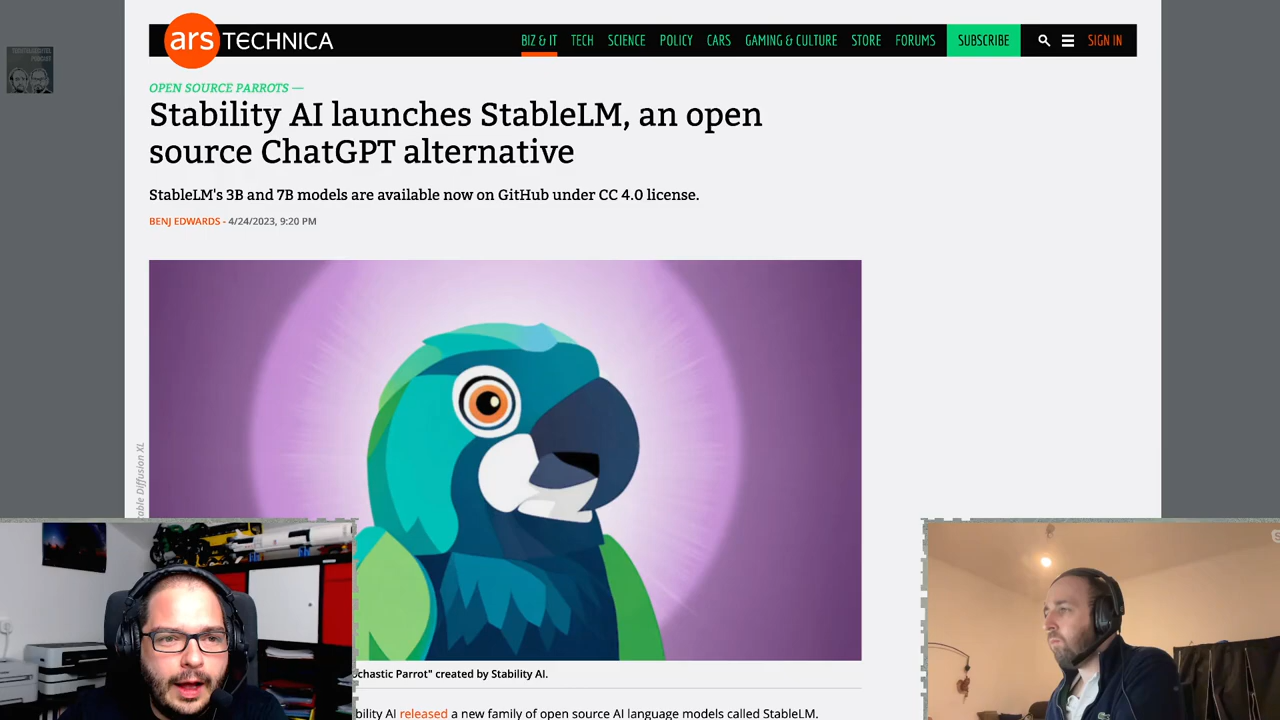 ars TECHNICA
BIZ & IT TECH SCIENCE POLICY CARS GAMING & CULTURE STORE FORUMS SUBSCRIBE SIGN IN
OPEN SOURCE PARROTS —
Stability AI launches StableLM, an open
source ChatGPT alternative
StableLM's 3B and 7B models are available now on GitHub under CC 4.0 license.
BENJ EDWARDS - 4/24/2023, 9:20 PM
Diffusion XL
Parrot" created by Stability AI.
AI released a new family of open source AI language models called StableLM.